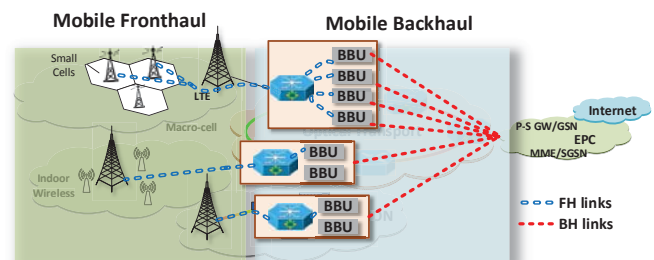 Mobile Fronthaul
Mobile Backhaul
Small
Cells
LTE
Macro-cell
Indoor
Wireless
BBU
BBU
BBU
BBU
BBU
BBU
BBU
BBU
Internet
P-S GW/GSN
EPC
MME/SGSN
FH links
BH links